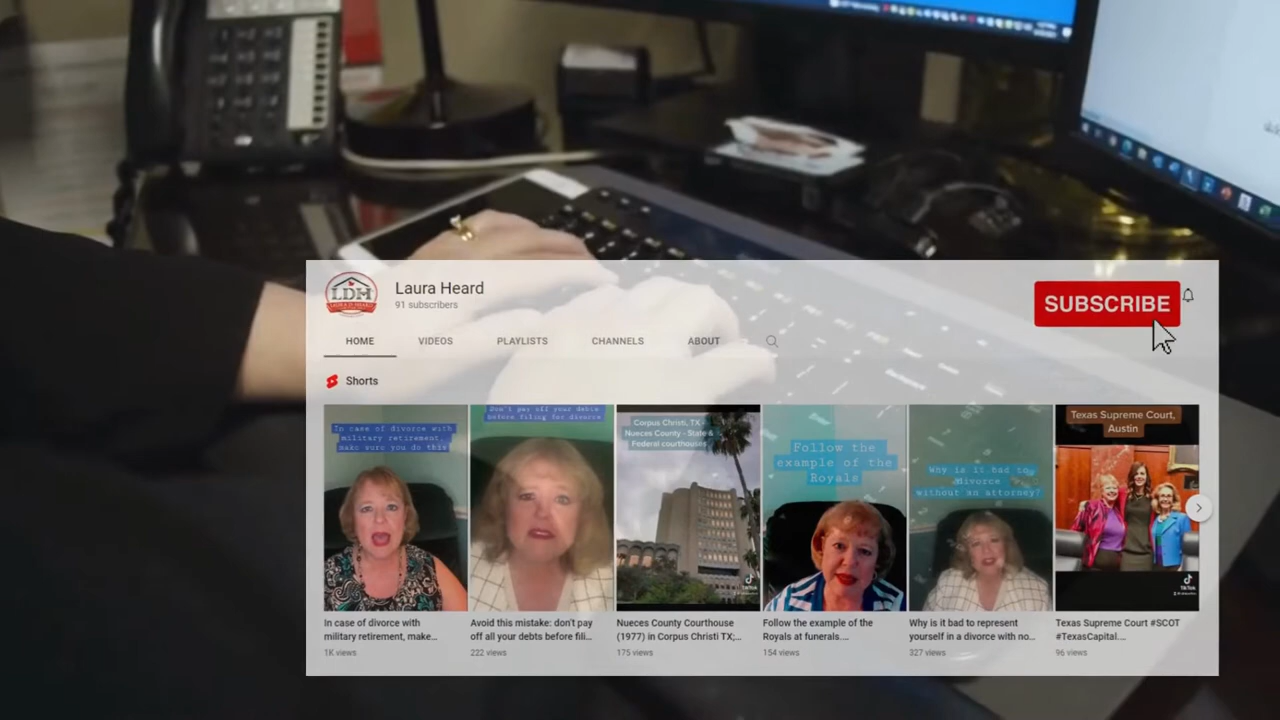 LDH
Laura Heard
91 subscribers
SUBSCRIBE
HOME
VIDEOS
PLAYLISTS
CHANNELS
ABOUT
Shorts
In case of divorce with
military retirement,
make sure you do this
Don't pay off your debts
before filing for divorce
Corpus Christi, TX -
Nueces County - State &
Federal courthouses
TikTok
Follow the
example of the
Royals
Why is it bad to
divorce
without an attorney?
Texas Supreme Court,
Austin
TikTok
In case of divorce with
military retirement, make...
1K views
Avoid this mistake: don't pay
off all your debts before fili...
222 views
Nueces County Courthouse
(1977) in Corpus Christi TX;...
175 views
Follow the example of the
Royals at funerals....
154 views
Why is it bad to represent
yourself in a divorce with no...
327 views
Texas Supreme Court #SCOT
#TexasCapital....
96 views